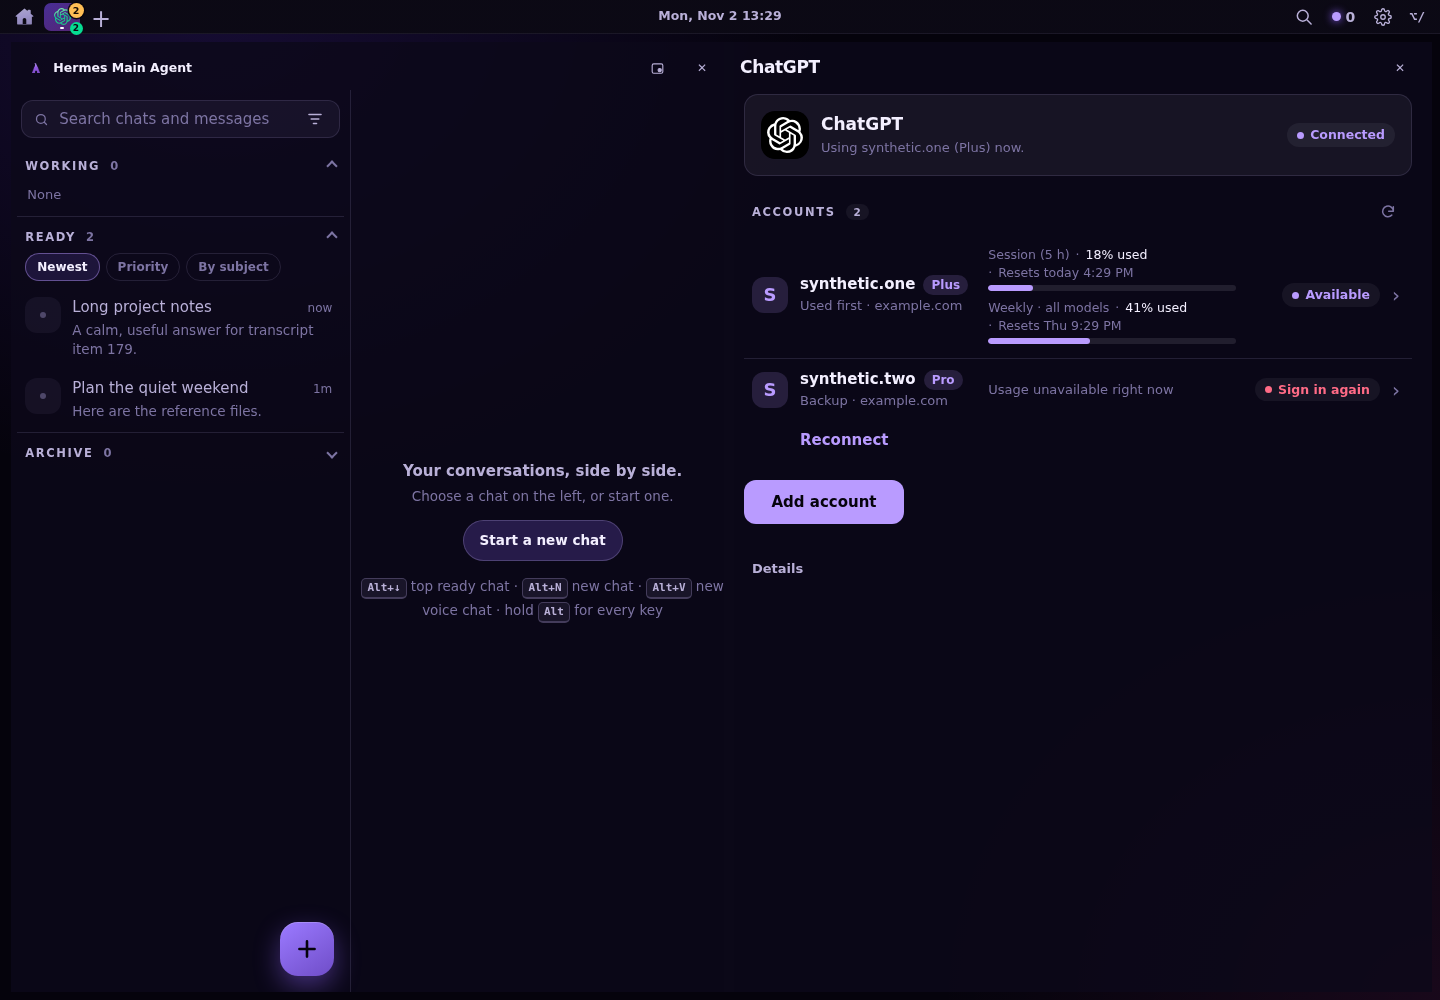 2
2
Mon, Nov 2 13:29
0
⌥/
Hermes Main Agent
Search chats and messages
WORKING 0
None
READY 2
Newest Priority By subject
Long project notes now
A calm, useful answer for transcript
item 179.
Plan the quiet weekend 1m
Here are the reference files.
ARCHIVE 0
Your conversations, side by side.
Choose a chat on the left, or start one.
Start a new chat
Alt+↓ top ready chat · Alt+N new chat · Alt+V new
voice chat · hold Alt for every key
ChatGPT
ChatGPT
Using synthetic.one (Plus) now.
Connected
ACCOUNTS 2
S
synthetic.one Plus
Used first · example.com
Session (5 h) · 18% used
· Resets today 4:29 PM
Weekly · all models · 41% used
· Resets Thu 9:29 PM
Available
S
synthetic.two Pro
Backup · example.com
Usage unavailable right now
Sign in again
Reconnect
Add account
Details